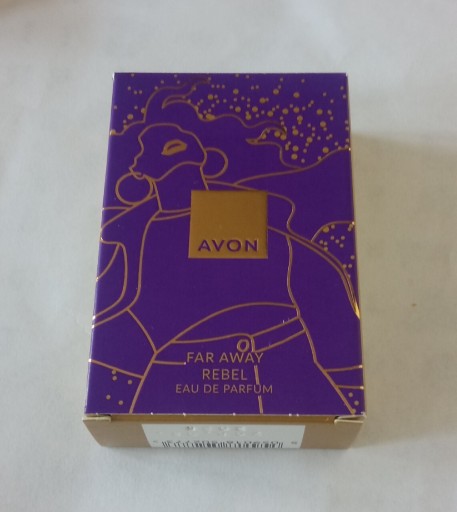 AVON
FAR AWAY
REBEL
EAU DE PARFUM